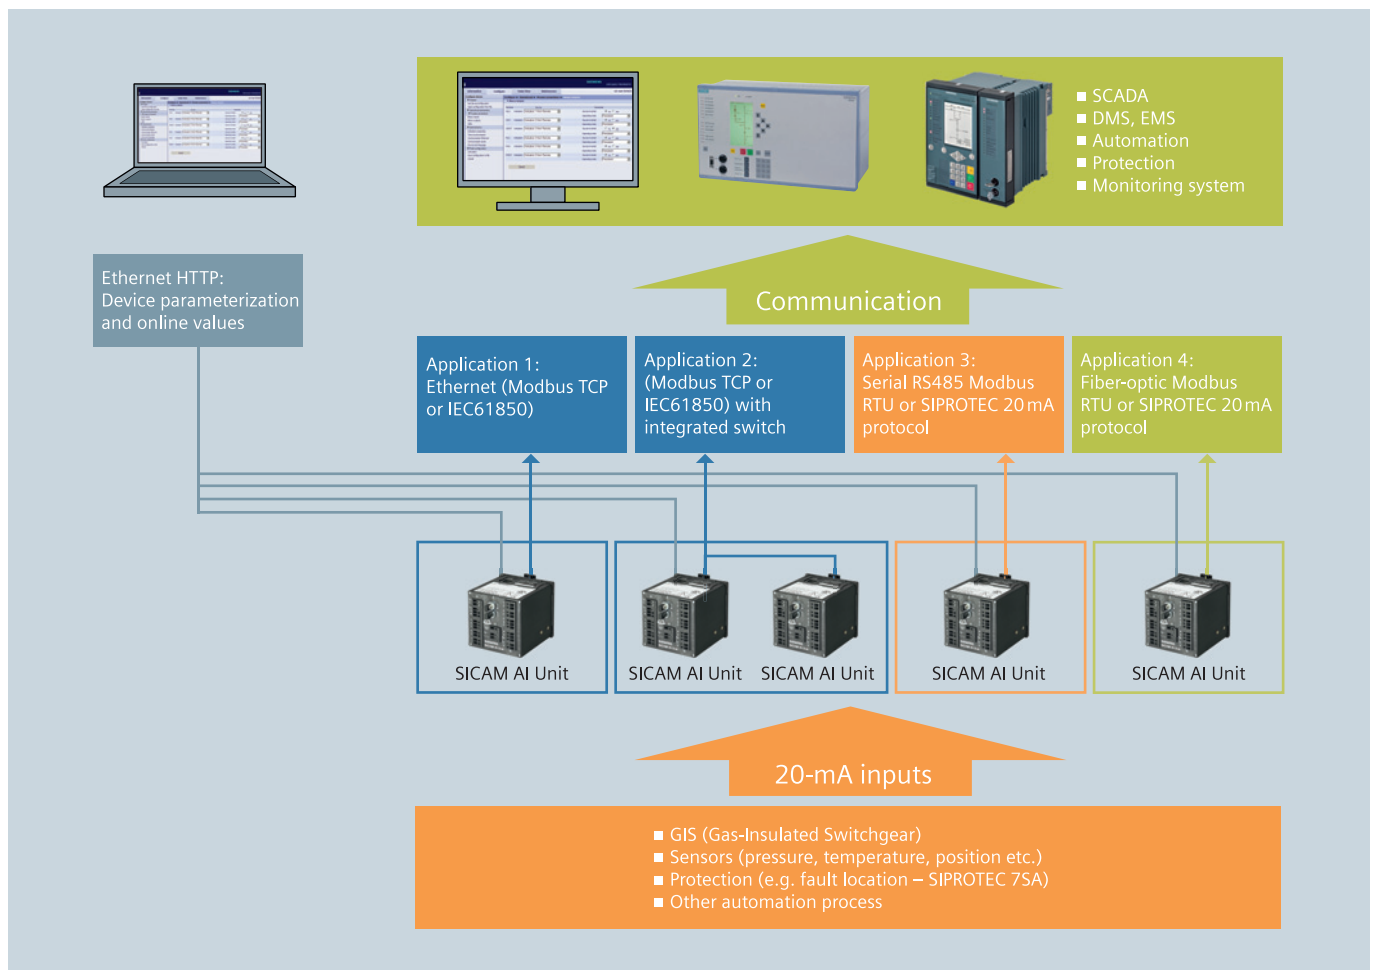 SCADA
DMS, EMS
Automation
Protection
Monitoring system
Ethernet HTTP:
Device parameterization
and online values
Communication
Application 1:
Ethernet (Modbus TCP
or IEC61850)
Application 2:
(Modbus TCP or
IEC61850) with
integrated switch
Application 3:
Serial RS485 Modbus
RTU or SIPROTEC 20 mA
protocol
Application 4:
Fiber-optic Modbus
RTU or SIPROTEC 20 mA
protocol
SICAM AI Unit
SICAM AI Unit
SICAM AI Unit
SICAM AI Unit
SICAM AI Unit
20-mA inputs
GIS (Gas-Insulated Switchgear)
Sensors (pressure, temperature, position etc.)
Protection (e.g. fault location – SIPROTEC 7SA)
Other automation process